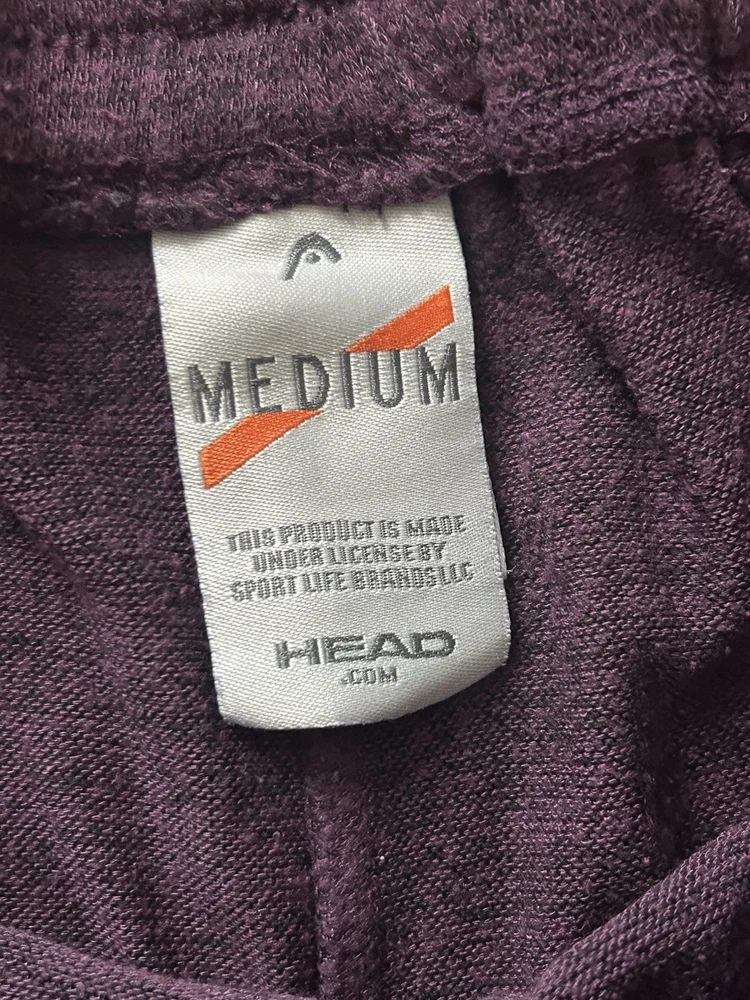 MEDIUM
THIS PRODUCT IS MADE
UNDER LICENSE BY
SPORT LIFE BRANDS LLC
HEAD
.COM